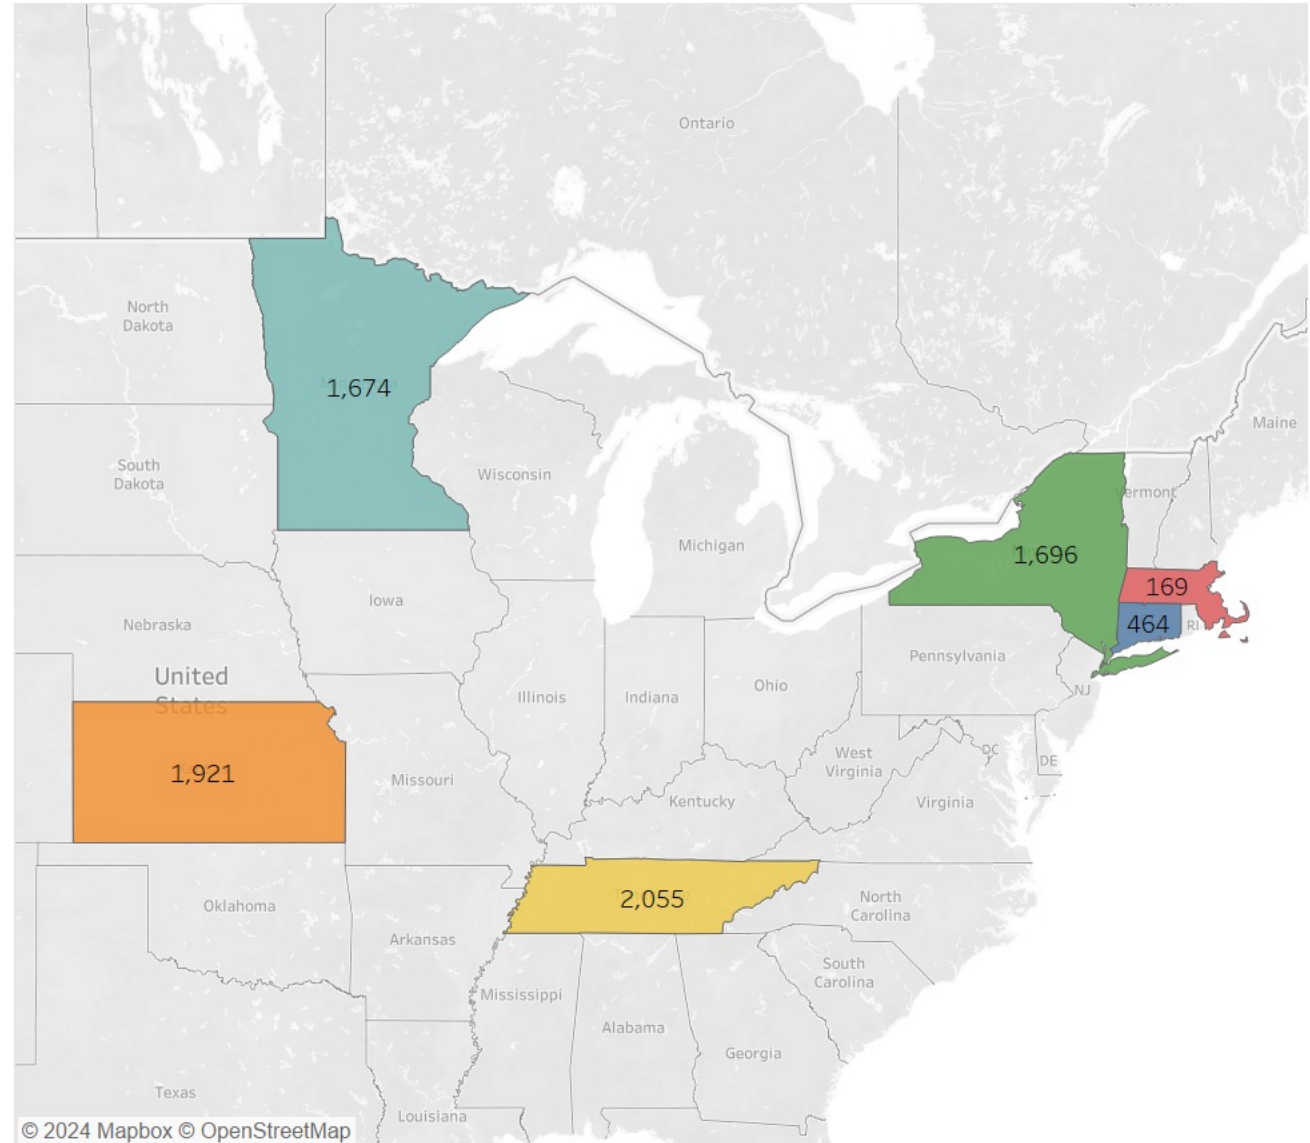 Ontario
North
Dakota
1,674
Maine
South
Dakota
Wisconsin
Vermont
Michigan
1,696
169
Iowa
Nebraska
464
RI
United
States
Pennsylvania
Illinois
Indiana
Ohio
NJ
1,921
Missouri
West
Virginia
DC
DE
Kentucky
Virginia
2,055
Oklahoma
North
Carolina
Arkansas
South
Carolina
Mississippi
Alabama
Georgia
Texas
Louisiana
© 2024 Mapbox © OpenStreetMap